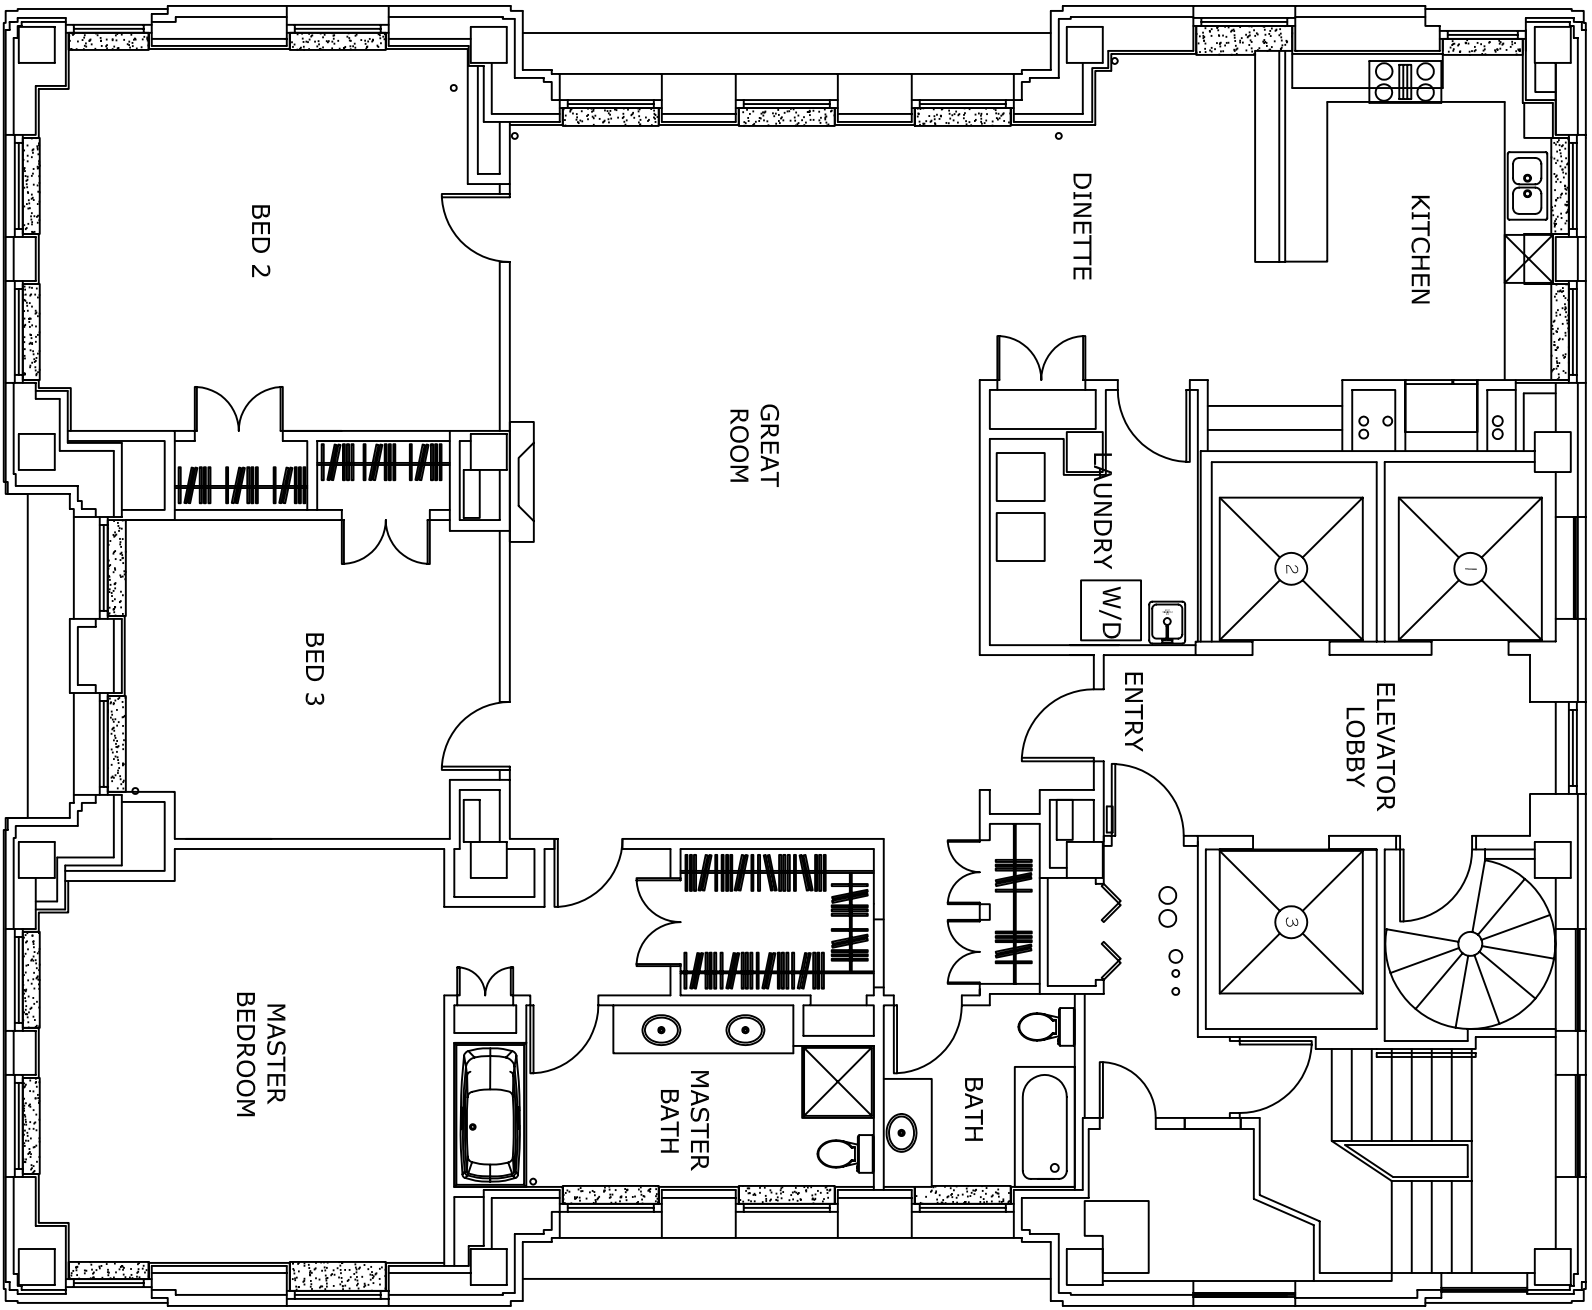 KITCHEN
DINETTE
BED 2
GREAT
ROOM
LAUNDRY
W/D
2
1
BED 3
ENTRY
ELEVATOR
LOBBY
3
MASTER
BEDROOM
MASTER
BATH
BATH